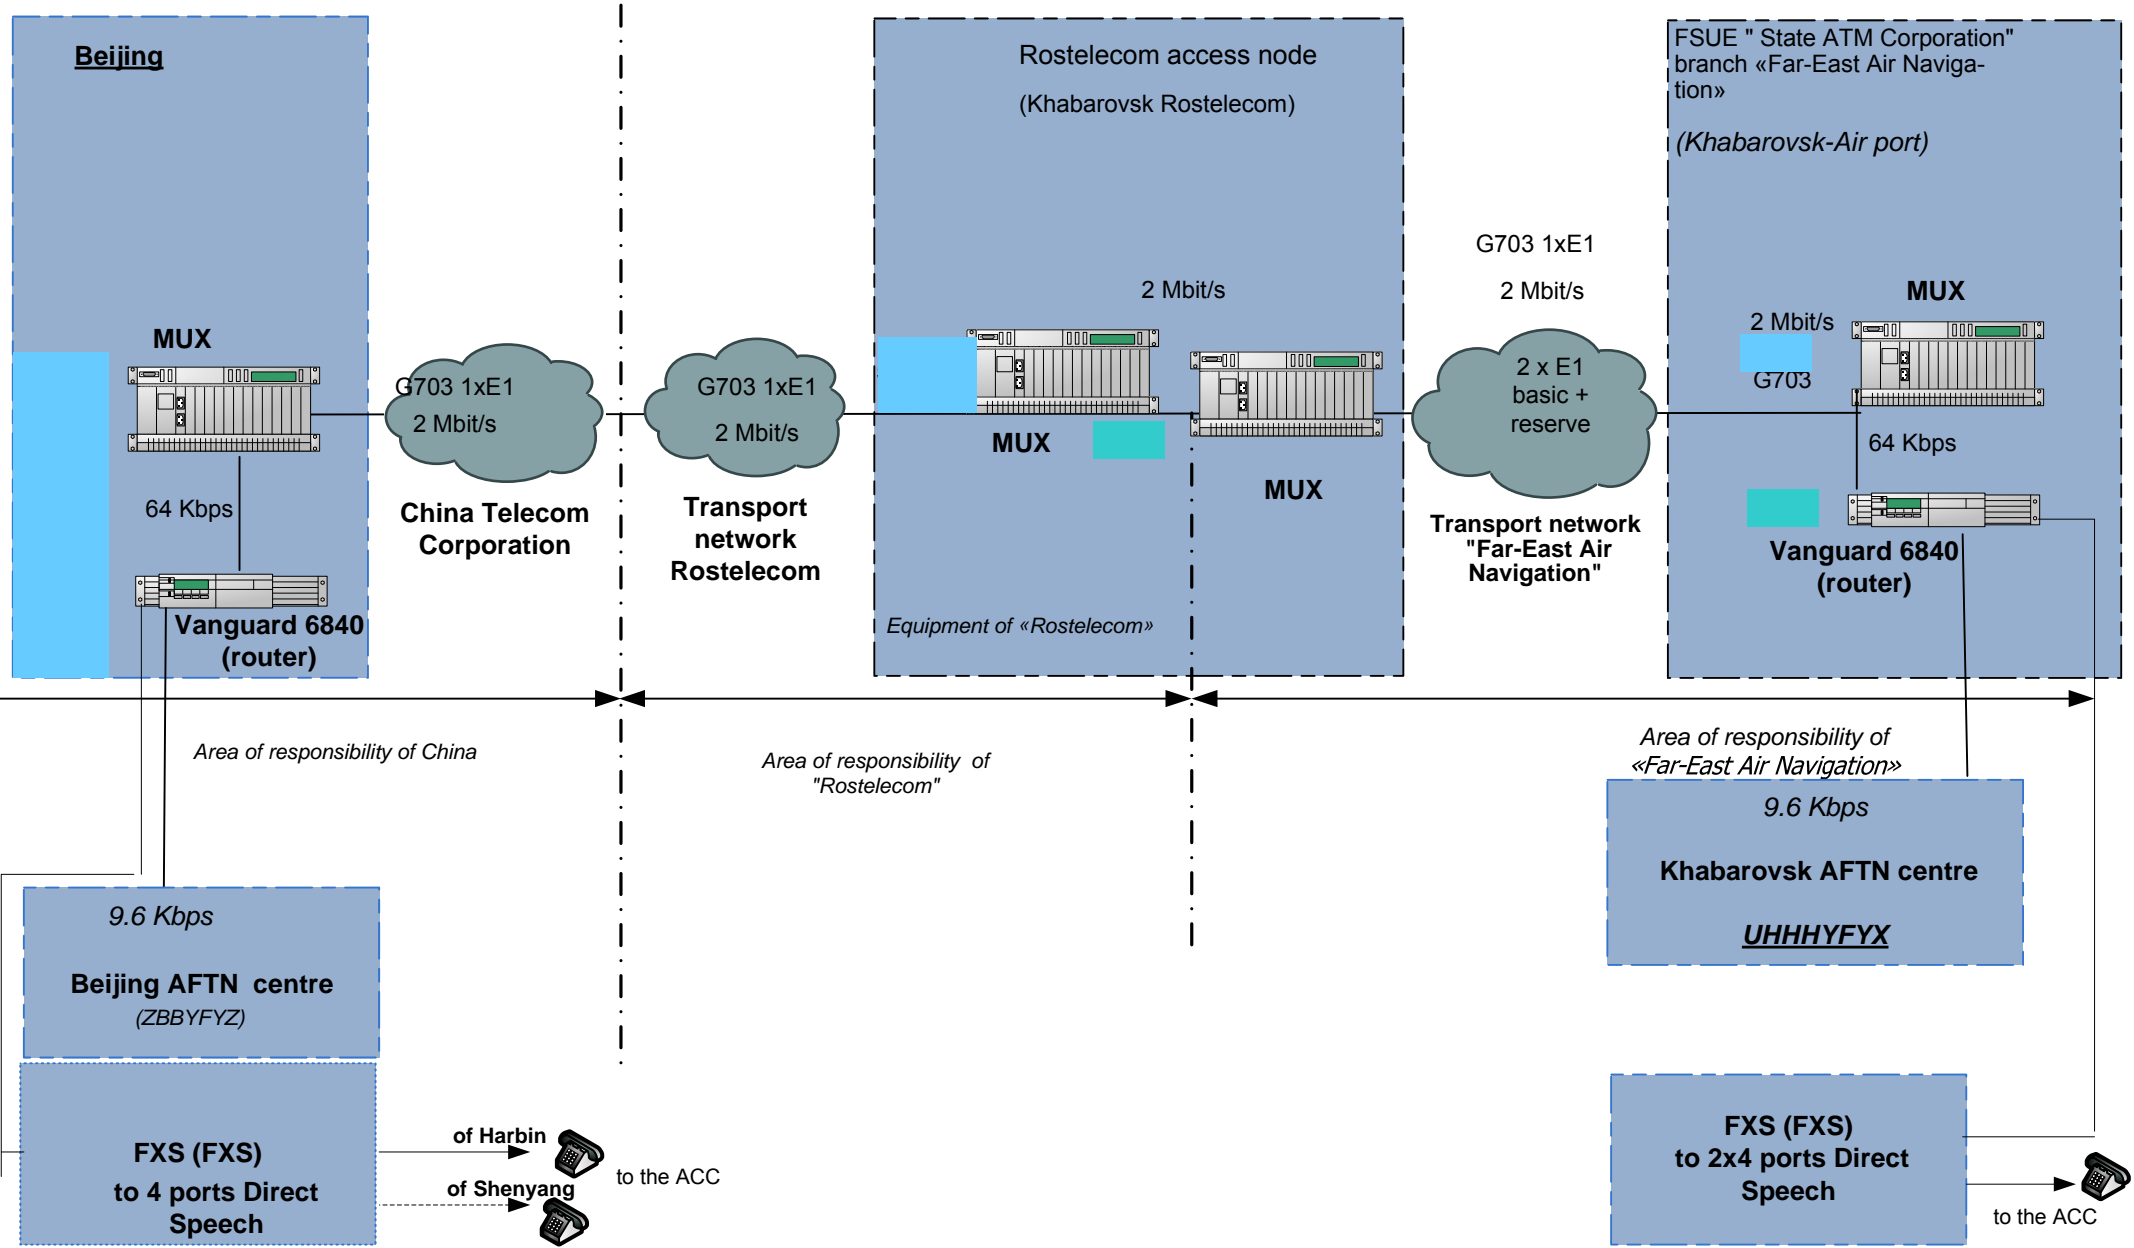 Beijing
MUX
64 Kbps
Vanguard 6840
(router)
G703 1xE1
2 Mbit/s
China Telecom
Corporation
G703 1xE1
2 Mbit/s
Transport
network
Rostelecom
Rostelecom access node
(Khabarovsk Rostelecom)
2 Mbit/s
MUX
MUX
Equipment of «Rostelecom»
G703 1xE1
2 Mbit/s
2 x E1
basic +
reserve
Transport network
"Far-East Air
Navigation"
FSUE " State ATM Corporation"
branch «Far-East Air Naviga-
tion»
(Khabarovsk-Air port)
MUX
2 Mbit/s
G703
64 Kbps
Vanguard 6840
(router)
Area of responsibility of China
Area of responsibility of
"Rostelecom"
Area of responsibility of
«Far-East Air Navigation»
9.6 Kbps
Beijing AFTN centre
(ZBBYFYZ)
9.6 Kbps
Khabarovsk AFTN centre
UHHHYFYX
FXS (FXS)
to 4 ports Direct
Speech
of Harbin
of Shenyang
to the ACC
FXS (FXS)
to 2x4 ports Direct
Speech
to the ACC